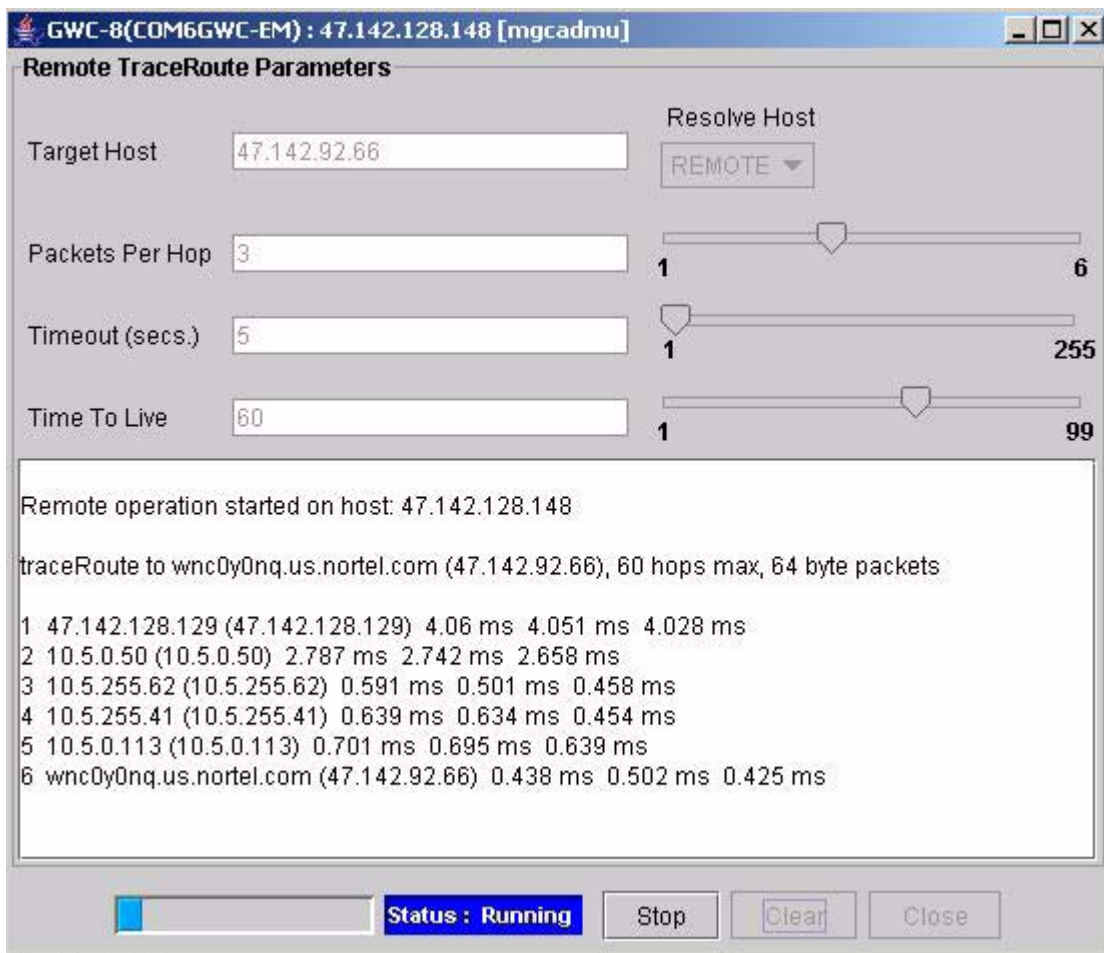 GWC-8(COM6GWC-EM) : 47.142.128.148 [mgcadmu]
Remote TraceRoute Parameters
Resolve Host
Target Host 47.142.92.66 REMOTE
Packets Per Hop 3
1 6
Timeout (secs.) 5
1 255
Time To Live 60
1 99
Remote operation started on host: 47.142.128.148
traceRoute to wnc0y0nq.us.nortel.com (47.142.92.66), 60 hops max, 64 byte packets
1 47.142.128.129 (47.142.128.129) 4.06 ms 4.051 ms 4.028 ms
2 10.5.0.50 (10.5.0.50) 2.787 ms 2.742 ms 2.658 ms
3 10.5.255.62 (10.5.255.62) 0.591 ms 0.501 ms 0.458 ms
4 10.5.255.41 (10.5.255.41) 0.639 ms 0.634 ms 0.454 ms
5 10.5.0.113 (10.5.0.113) 0.701 ms 0.695 ms 0.639 ms
6 wnc0y0nq.us.nortel.com (47.142.92.66) 0.438 ms 0.502 ms 0.425 ms
Status : Running Stop Clear Close